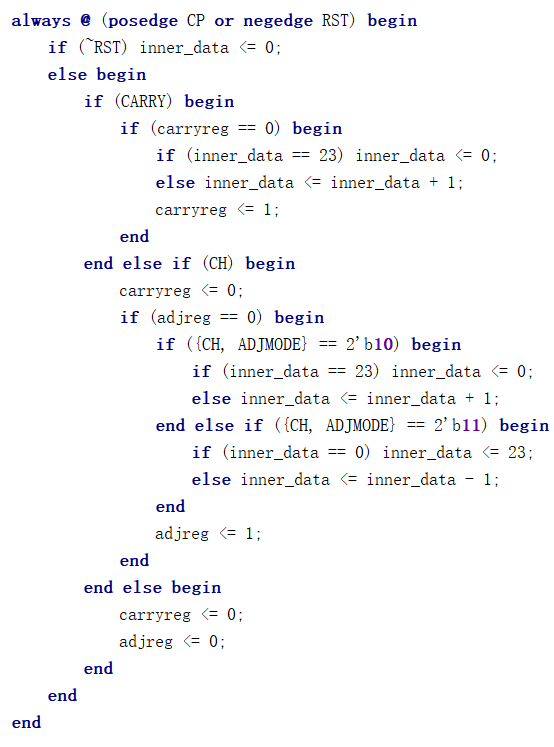 always @ (posedge CP or negedge RST) begin
    if (~RST) inner_data <= 0;
    else begin
        if (CARRY) begin
            if (carryreg == 0) begin
                if (inner_data == 23) inner_data <= 0;
                else inner_data <= inner_data + 1;
                carryreg <= 1;
            end
        end else if (CH) begin
            carryreg <= 0;
            if (adjreg == 0) begin
                if ({CH, ADJMODE} == 2'b10) begin
                    if (inner_data == 23) inner_data <= 0;
                    else inner_data <= inner_data + 1;
                end else if ({CH, ADJMODE} == 2'b11) begin
                    if (inner_data == 0) inner_data <= 23;
                    else inner_data <= inner_data - 1;
                end
                adjreg <= 1;
            end
        end else begin
            carryreg <= 0;
            adjreg <= 0;
        end
    end
end